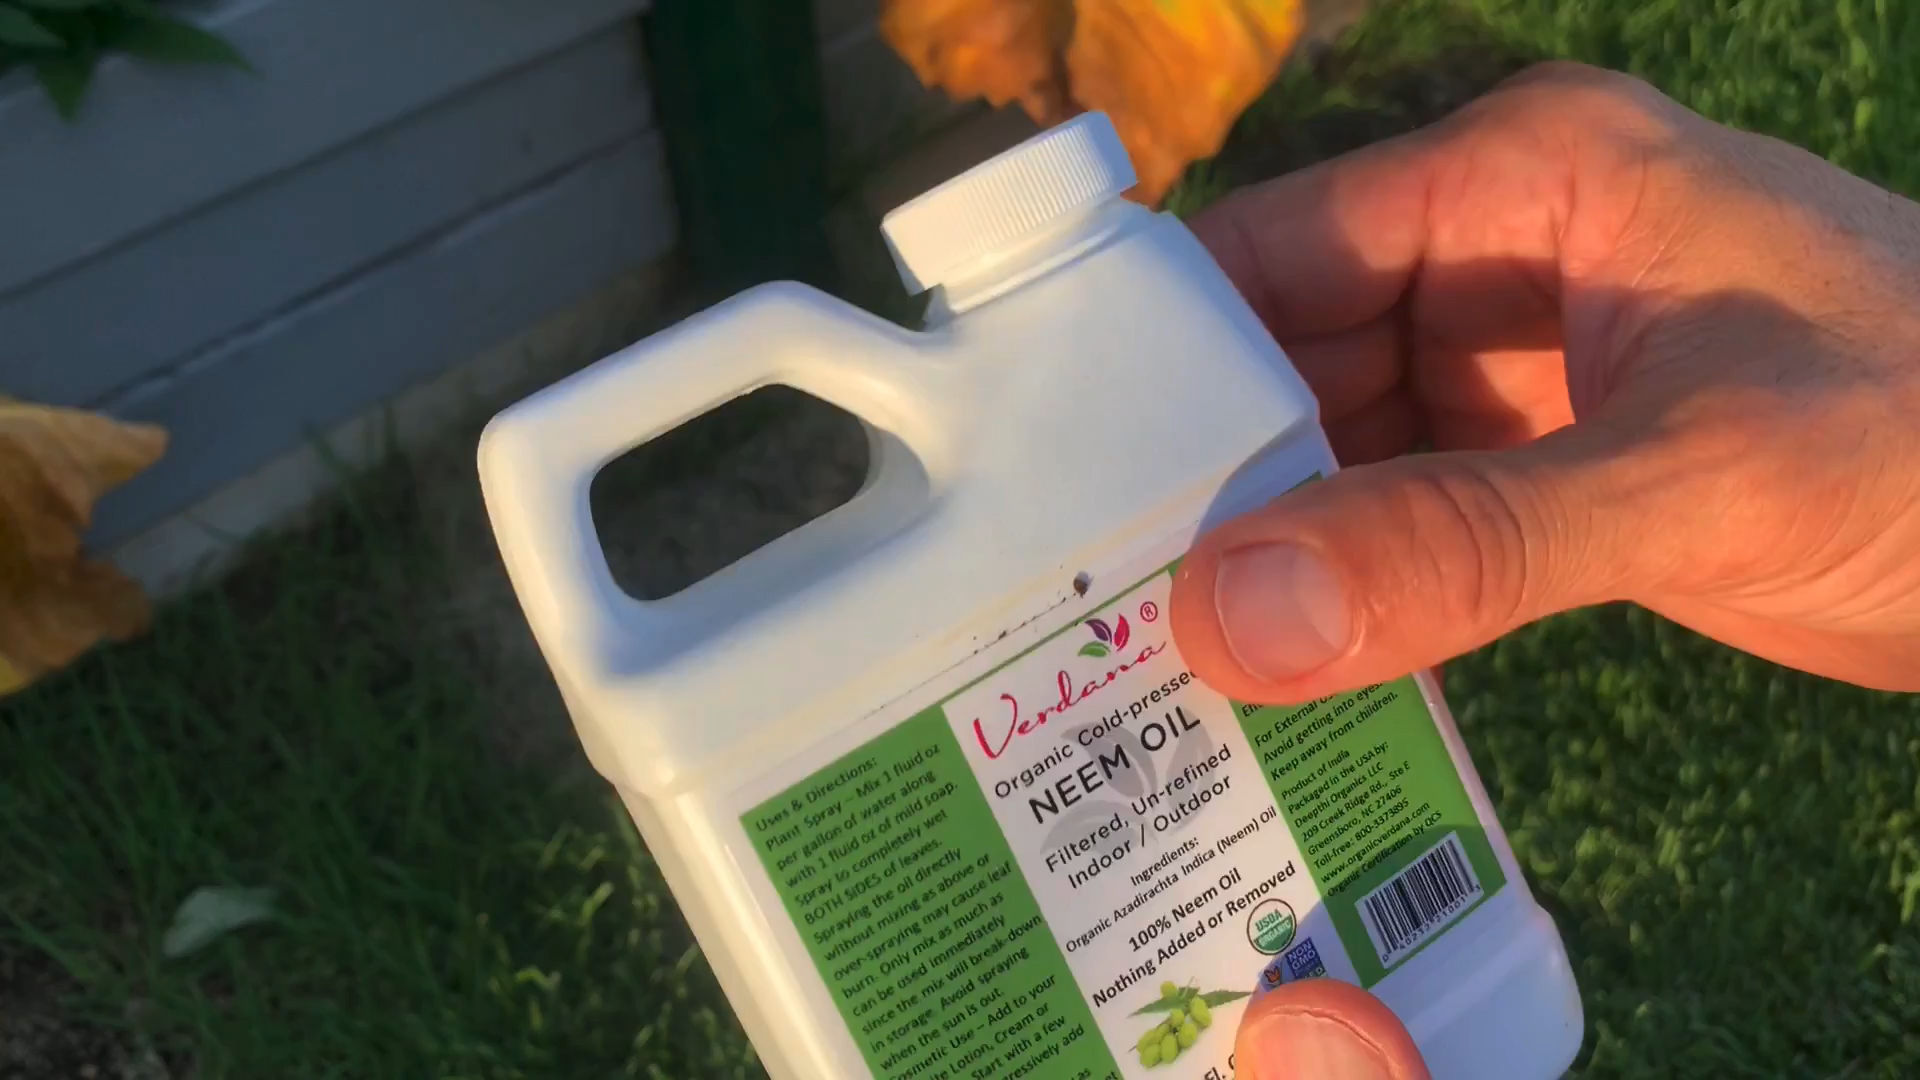 Uses & Directions:
Plant Spray – Mix 1 fluid oz
per gallon of water along
with 1 fluid oz of mild soap.
Spray to completely wet
BOTH SIDES of leaves.
Spraying the oil directly
without mixing as above or
over-spraying may cause leaf
burn. Only mix as much as
can be used immediately
since the mix will break-down
in storage. Avoid spraying
when the sun is out.
Cosmetic Use – Add to your
Lotion, Cream or
Start with a few
add
as
Verdana®
Organic Cold-pressed
NEEM OIL
Filtered, Un-refined
Indoor / Outdoor
Ingredients:
Organic Azadirachta Indica (Neem) Oil
100% Neem Oil
Nothing Added or Removed
USDA
ORGANIC
NON
GMO
Fl.
For External
Avoid getting into eyes.
Keep away from children.
Product of India
Packaged in the USA by:
Deepthi Organics LLC
209 Creek Ridge Rd., Ste E
Greensboro, NC 27406
Toll-free: 800-3373895
www.organicverdana.com
Organic Certification by QCS